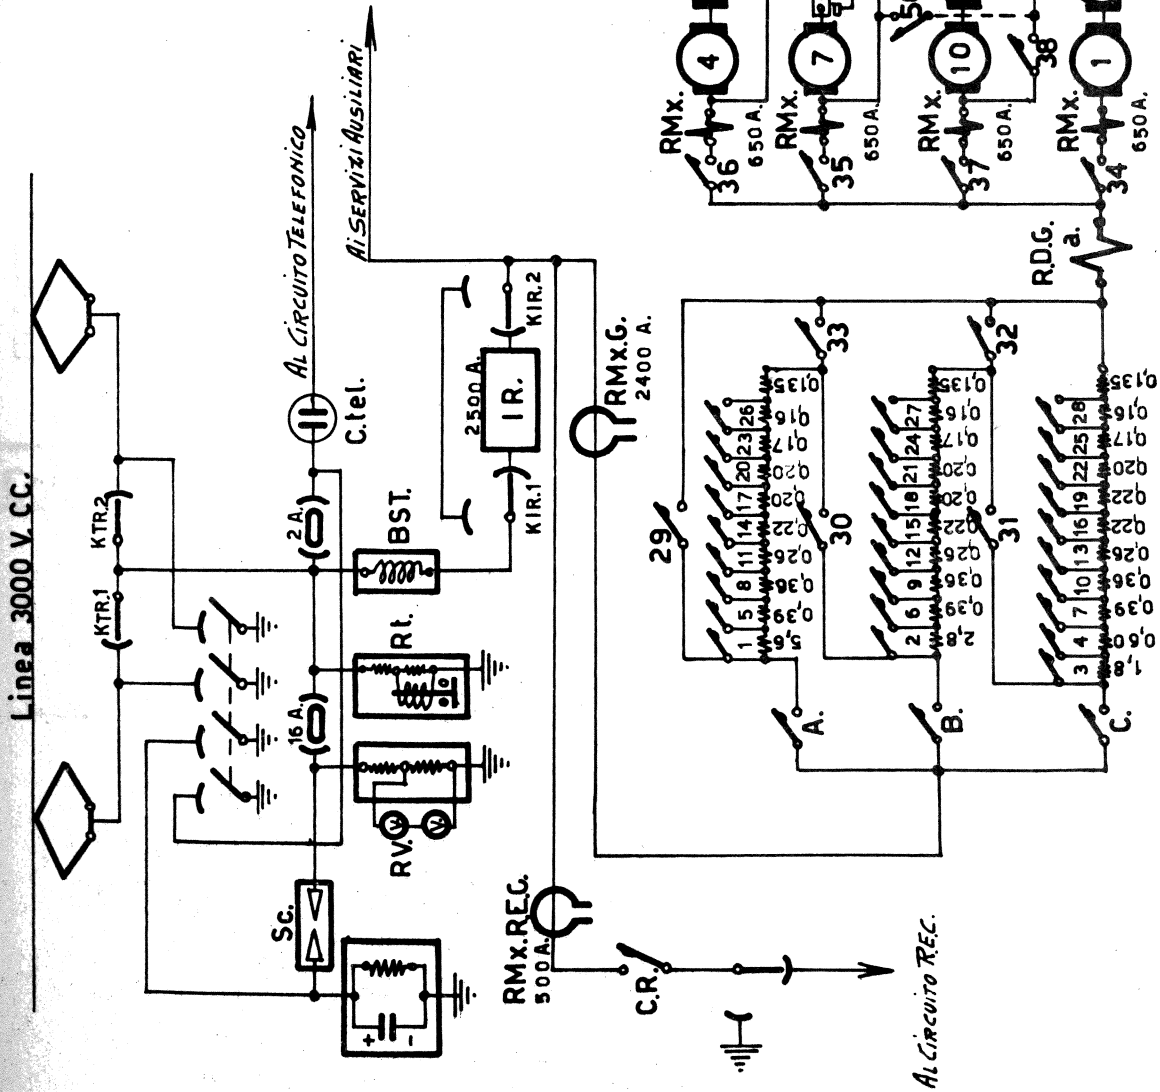 Linea 3000 V. CC.
KTR.1
KTR.2
AL CIRCUITO TELEFONICO
Ai SERVIZI AUSILIARI
C.tel.
2 A.
16 A.
BST.
Rt.
RV.
V.
V.
Sc.
+
-
KIR.1
KIR.2
2500 A.
IR.
RMx.G.
2400 A.
RMx.R.E.C.
500 A.
C.R.
AL CIRCUITO R.E.C.
29
1
5
8
11
14
17
20
23
26
5,6
0,39
0,36
0,26
0,22
0,20
0,20
0,17
0,16
0,135
33
30
A.
2
6
9
12
15
18
21
24
27
2,8
0,39
0,36
0,26
0,22
0,20
0,20
0,17
0,16
0,135
32
31
B.
3
4
7
10
13
16
19
22
25
28
1,8
0,60
0,39
0,36
0,26
0,22
0,22
0,20
0,17
0,16
0,135
C.
R.D.G.
a.
36
RMx.
650 A.
4
35
RMx.
650 A.
7
37
RMx.
650 A.
10
38
34
RMx.
650 A.
1